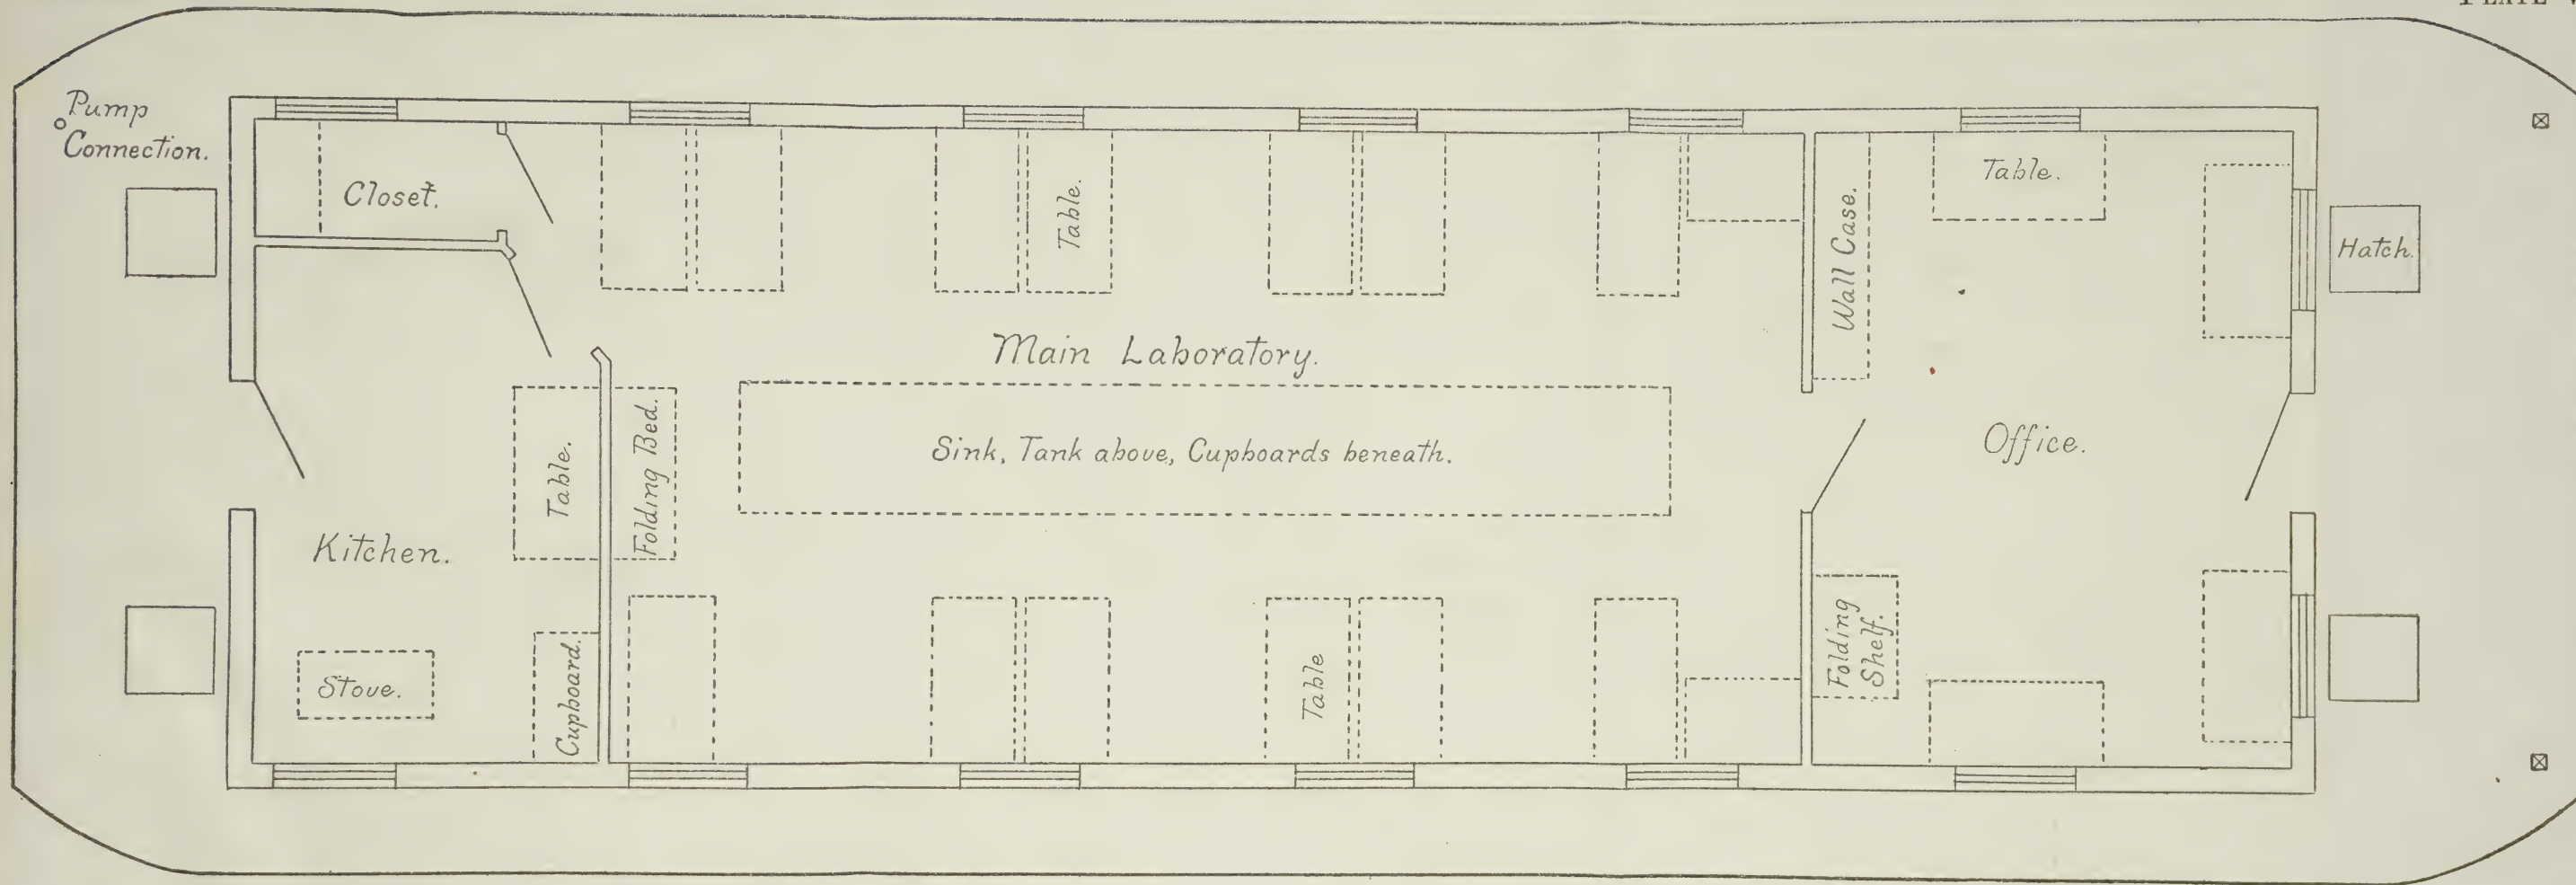 PLATE
Pump
Connection.
Closet.
Table.
Wall Case.
Table.
Hatch.
Main Laboratory.
Sink, Tank above, Cupboards beneath.
Office.
Table.
Folding Bed.
Kitchen.
Stove.
Cupboard.
Table
Folding
Shelf.